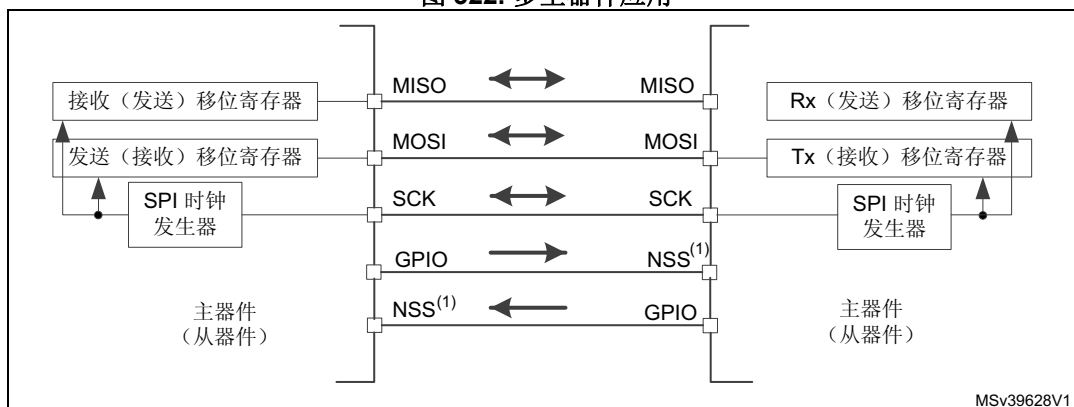 图 322. 多主器件应用
MISO
MISO
接收（发送）移位寄存器
Rx（发送）移位寄存器
MOSI
MOSI
发送（接收）移位寄存器
Tx（接收）移位寄存器
SPI 时钟
发生器
SCK
SCK
SPI 时钟
发生器
GPIO
NSS(1)
NSS(1)
GPIO
主器件
（从器件）
主器件
（从器件）
MSv39628V1